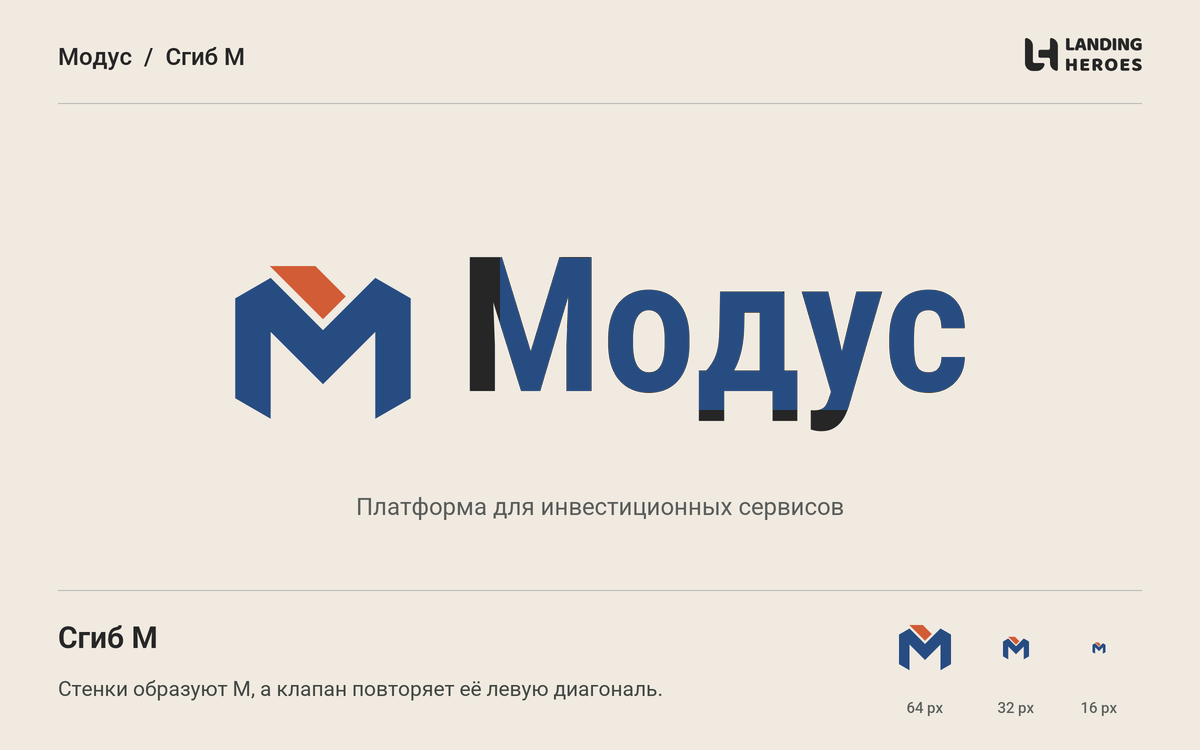 Модус / Сгиб М
LANDING
HEROES
Модус
Платформа для инвестиционных сервисов
Сгиб М
Стенки образуют М, а клапан повторяет её левую диагональ.
64 px
32 px
16 px